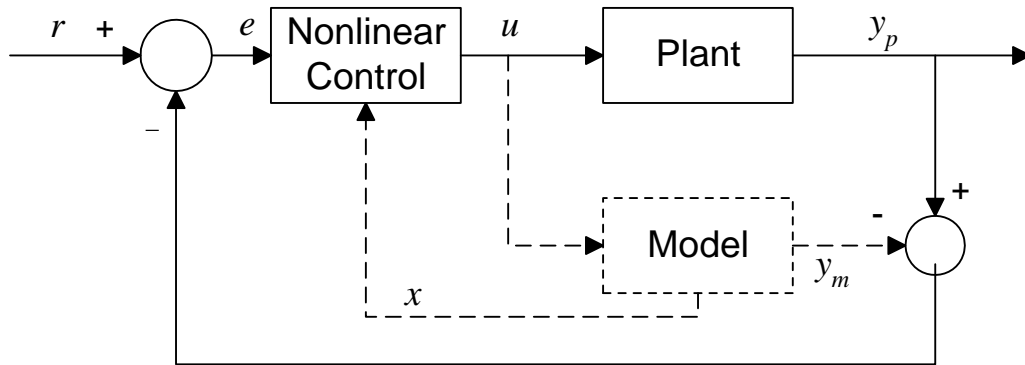 r
+
e
Nonlinear
Control
u
Plant
y_p
−
+
-
Model
y_m
x